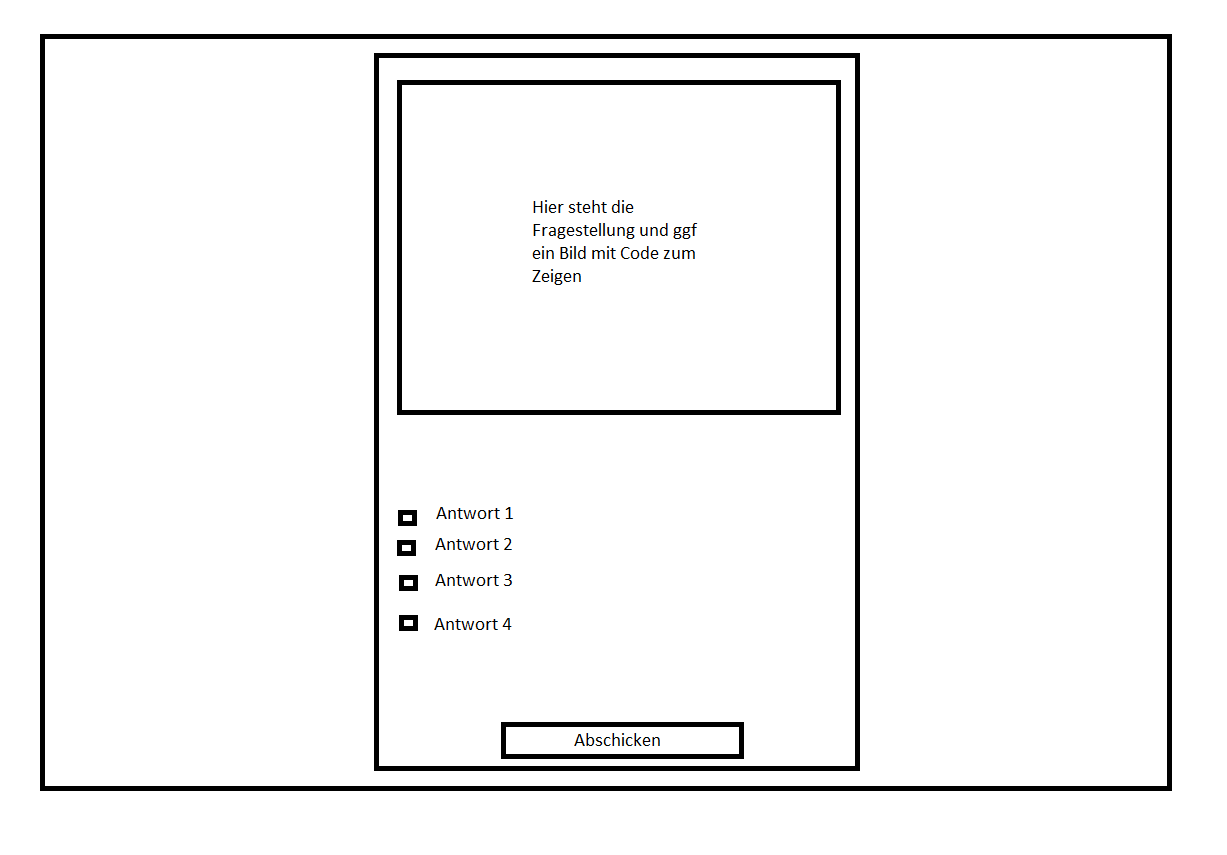 Hier steht die
Fragestellung und ggf
ein Bild mit Code zum
Zeigen
Antwort 1
Antwort 2
Antwort 3
Antwort 4
Abschicken